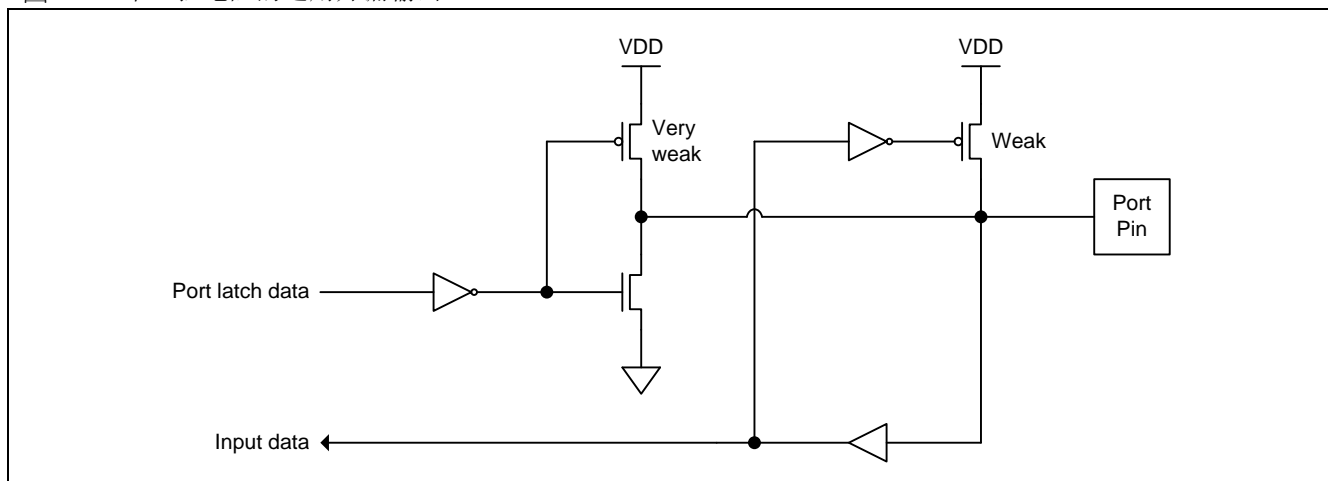 VDD
VDD
Very
weak
Weak
Port
Pin
Port latch data
Input data